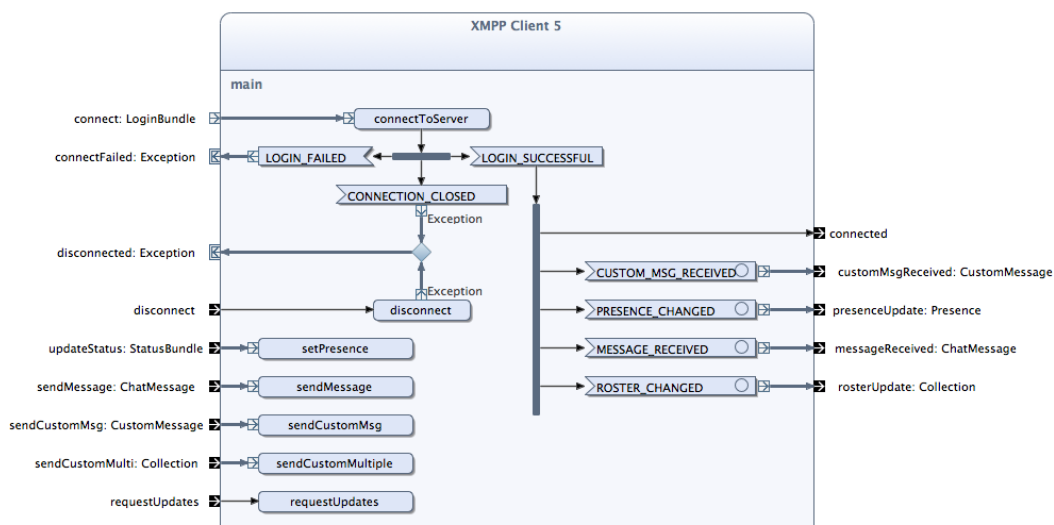 XMPP Client 5
main
connect: LoginBundle
connectToServer
connectFailed: Exception
LOGIN_FAILED
LOGIN_SUCCESSFUL
CONNECTION_CLOSED
Exception
connected
disconnected: Exception
CUSTOM_MSG_RECEIVED
customMsgReceived: CustomMessage
Exception
disconnect
disconnect
PRESENCE_CHANGED
presenceUpdate: Presence
updateStatus: StatusBundle
setPresence
MESSAGE_RECEIVED
messageReceived: ChatMessage
sendMessage: ChatMessage
sendMessage
ROSTER_CHANGED
rosterUpdate: Collection
sendCustomMsg: CustomMessage
sendCustomMsg
sendCustomMulti: Collection
sendCustomMultiple
requestUpdates
requestUpdates